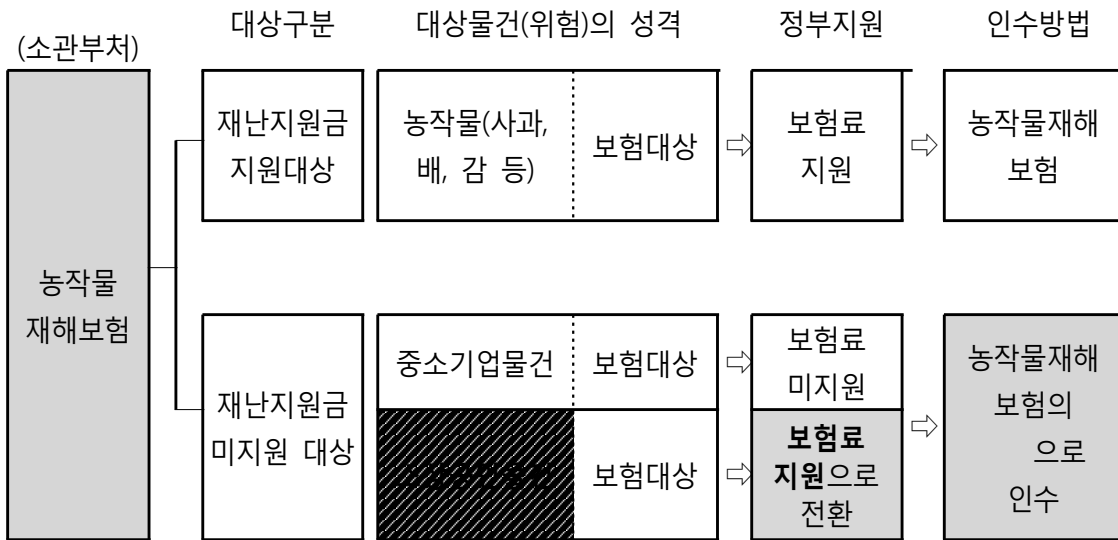 (소관부처)
대상구분
대상물건(위험)의 성격
정부지원
인수방법
농작물
재해보험
재난지원금
지원대상
농작물(사과,
배, 감 등)
보험대상
보험료
지원
농작물재해
보험
재난지원금
미지원 대상
중소기업물건
보험대상
보험료
미지원
보험대상
보험료
지원으로
전환
농작물재해
보험의
으로
인수